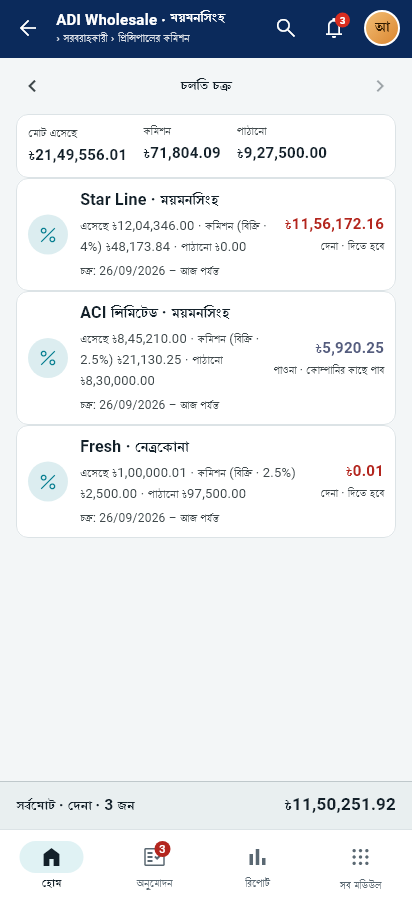 ADI Wholesale · ময়মনসিংহ
› সরবরাহকারী › প্রিন্সিপালের কমিশন
3
আ
চলতি চক্র
মোট এসেছে
কমিশন
পাঠানো
৳21,49,556.01
৳71,804.09
৳9,27,500.00
Star Line · ময়মনসিংহ
এসেছে ৳12,04,346.00 · কমিশন (বিক্রি ·
4%) ৳48,173.84 · পাঠানো ৳0.00
চক্র: 26/09/2026 – আজ পর্যন্ত
৳11,56,172.16
দেনা · দিতে হবে
ACI লিমিটেড · ময়মনসিংহ
এসেছে ৳8,45,210.00 · কমিশন (বিক্রি ·
2.5%) ৳21,130.25 · পাঠানো
৳8,30,000.00
চক্র: 26/09/2026 – আজ পর্যন্ত
৳5,920.25
পাওনা · কোম্পানির কাছে পাব
Fresh · নেত্রকোনা
এসেছে ৳1,00,000.01 · কমিশন (বিক্রি · 2.5%)
৳2,500.00 · পাঠানো ৳97,500.00
চক্র: 26/09/2026 – আজ পর্যন্ত
৳0.01
দেনা · দিতে হবে
সর্বমোট · দেনা · 3 জন
৳11,50,251.92
3
হোম
অনুমোদন
রিপোর্ট
সব মডিউল